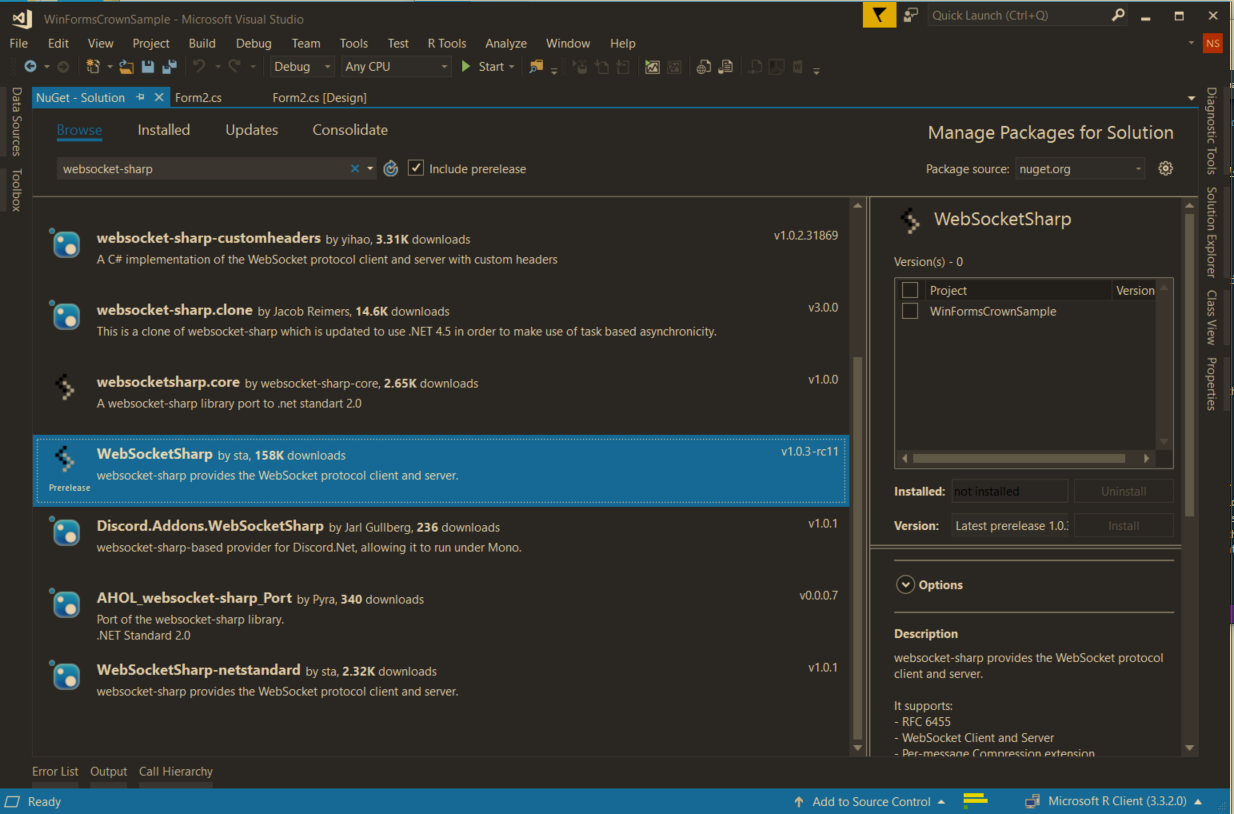 WinFormsCrownSample - Microsoft Visual Studio
Quick Launch (Ctrl+Q)
File Edit View Project Build Debug Team Tools Test R Tools Analyze Window Help
NS
Debug Any CPU Start
NuGet - Solution Form2.cs Form2.cs [Design]
Data Sources
Toolbox
Browse Installed Updates Consolidate
Manage Packages for Solution
websocket-sharp Include prerelease
Package source: nuget.org
websocket-sharp-customheaders by yihao, 3.31K downloads v1.0.2.31869
A C# implementation of the WebSocket protocol client and server with custom headers
websocket-sharp.clone by Jacob Reimers, 14.6K downloads v3.0.0
This is a clone of websocket-sharp which is updated to use .NET 4.5 in order to make use of task based asynchronicity.
websocketsharp.core by websocket-sharp-core, 2.65K downloads v1.0.0
A websocket-sharp library port to .net standart 2.0
WebSocketSharp by sta, 158K downloads v1.0.3-rc11
websocket-sharp provides the WebSocket protocol client and server.
Prerelease
Discord.Addons.WebSocketSharp by Jarl Gullberg, 236 downloads v1.0.1
websocket-sharp-based provider for Discord.Net, allowing it to run under Mono.
AHOL_websocket-sharp_Port by Pyra, 340 downloads v0.0.0.7
Port of the websocket-sharp library.
.NET Standard 2.0
WebSocketSharp-netstandard by sta, 2.32K downloads v1.0.1
websocket-sharp provides the WebSocket protocol client and server.
WebSocketSharp
Version(s) - 0
Project Version
WinFormsCrownSample
Installed: not installed Uninstall
Version: Latest prerelease 1.0.3 Install
Options
Description
websocket-sharp provides the WebSocket protocol
client and server.
It supports:
- RFC 6455
- WebSocket Client and Server
- Per-message Compression extension
Diagnostic Tools
Solution Explorer
Class View
Properties
Error List Output Call Hierarchy
Ready
Add to Source Control
Microsoft R Client (3.3.2.0)